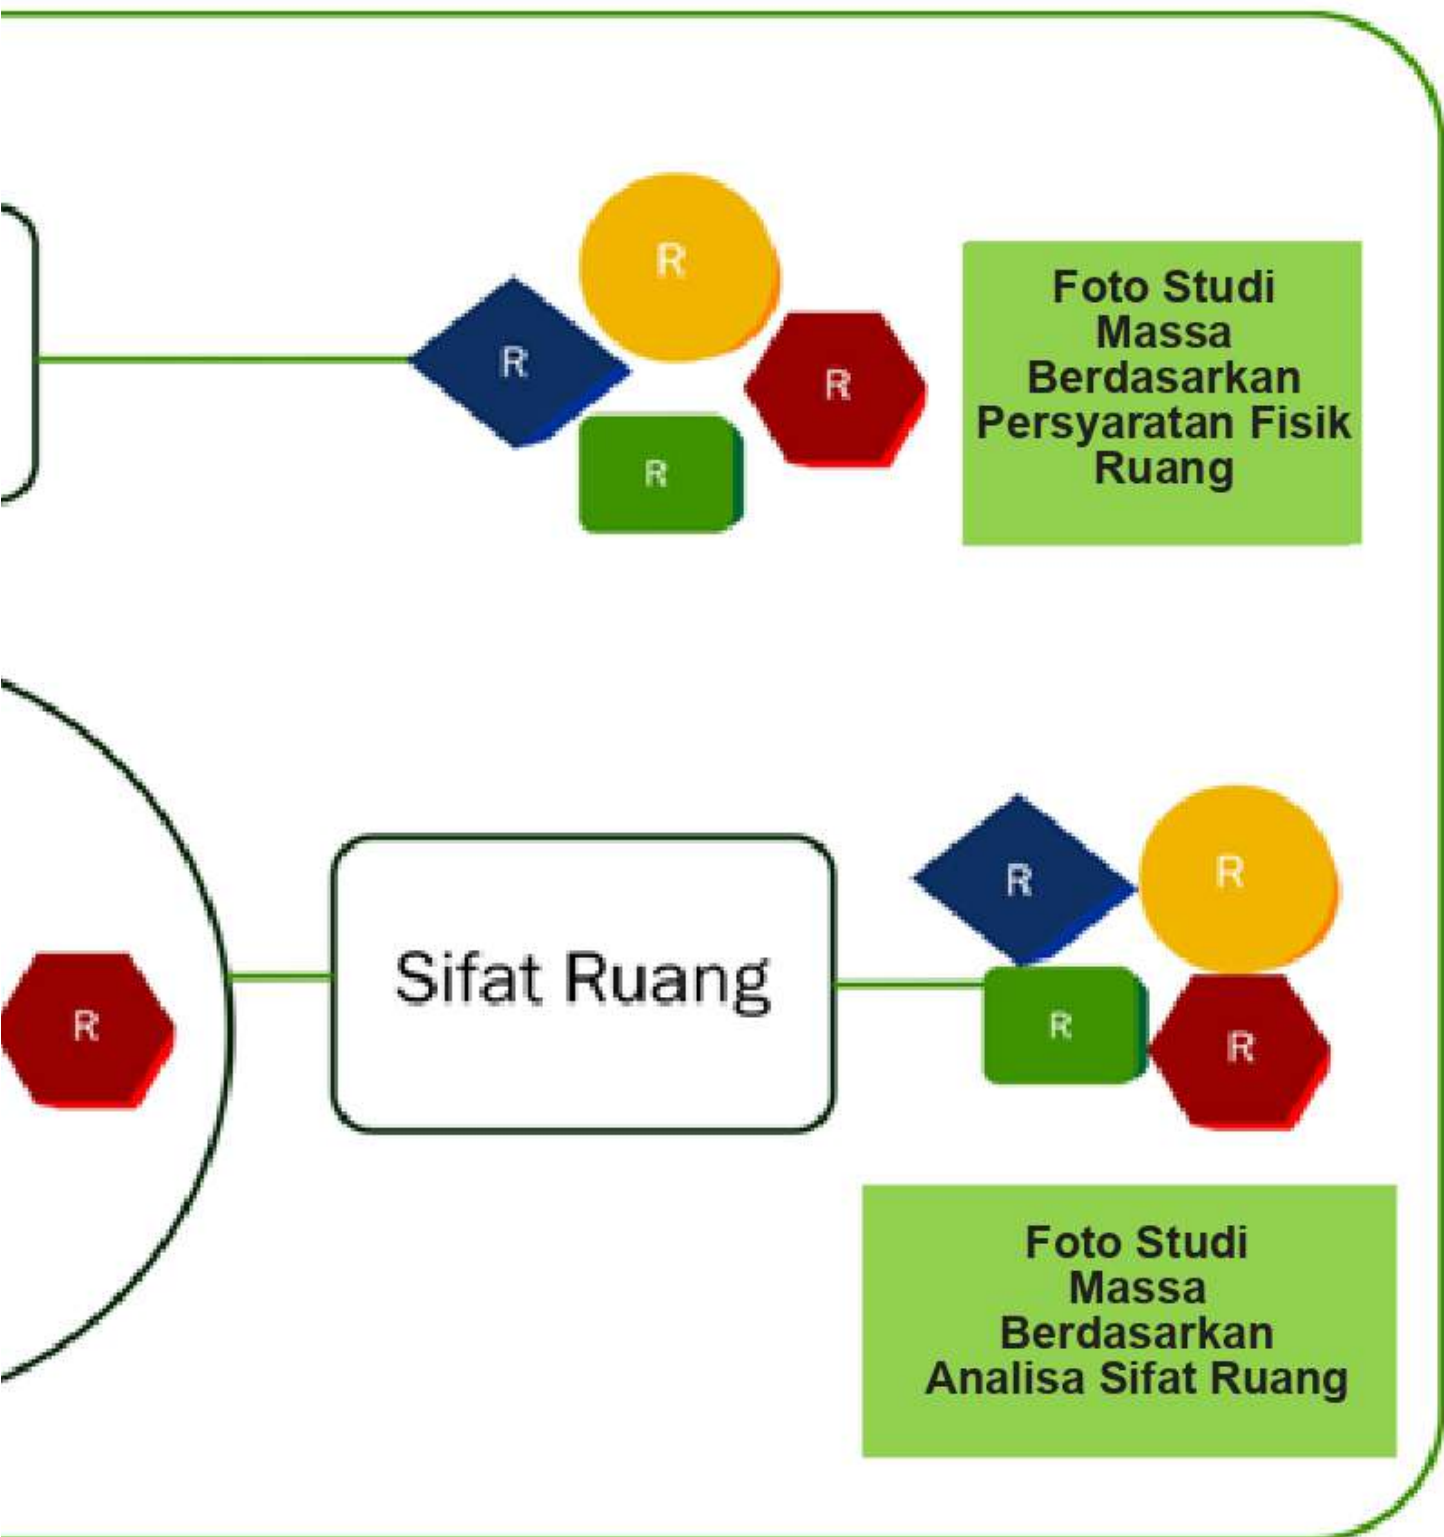 R
R
R
R
Foto Studi
Massa
Berdasarkan
Persyaratan Fisik
Ruang
R
Sifat Ruang
R
R
R
R
Foto Studi
Massa
Berdasarkan
Analisa Sifat Ruang